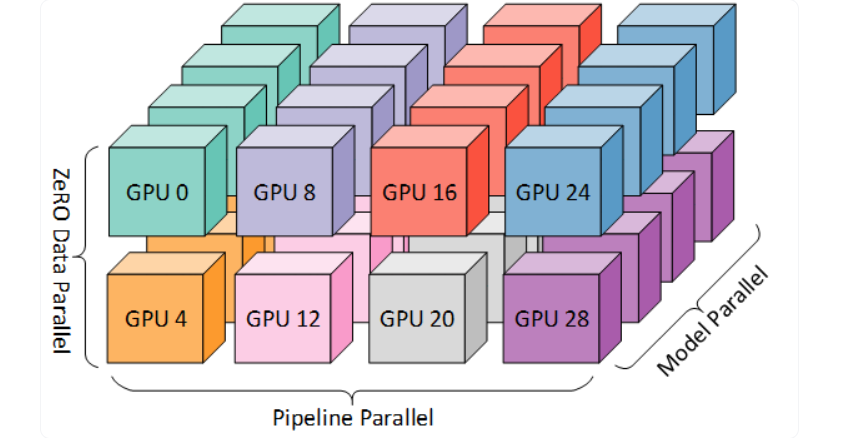 GPU 0
GPU 8
GPU 16
GPU 24
GPU 4
GPU 12
GPU 20
GPU 28
ZeRO Data Parallel
Pipeline Parallel
Model Parallel